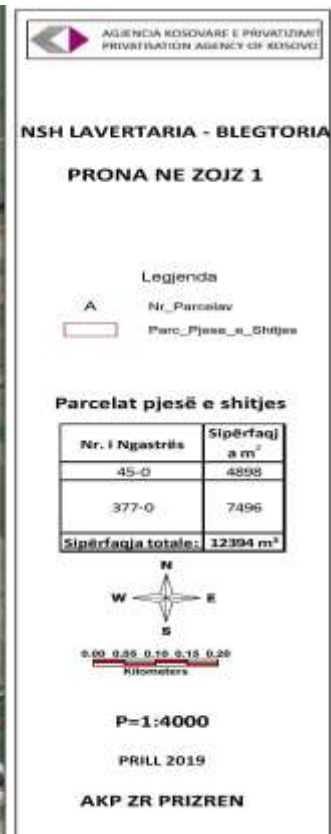 AGJENCIA KOSOVARE E PRIVATIZIMIT
PRIVATISATION AGENCY OF KOSOVO
NSH LAVERTARIA - BLEGTORIA
PRONA NE ZOJZ 1
Legjenda
A Nr_Parcelav
Parc_Pjese_e_Shitjes
Parcelat pjesë e shitjes
Nr. i Ngastrës Sipërfaqj
a m²
45-0 4898
377-0 7496
Sipërfaqja totale: 12394 m²
N
W E
S
0.00 0.05 0.10 0.15 0.20
Kilometers
P=1:4000
PRILL 2019
AKP ZR PRIZREN